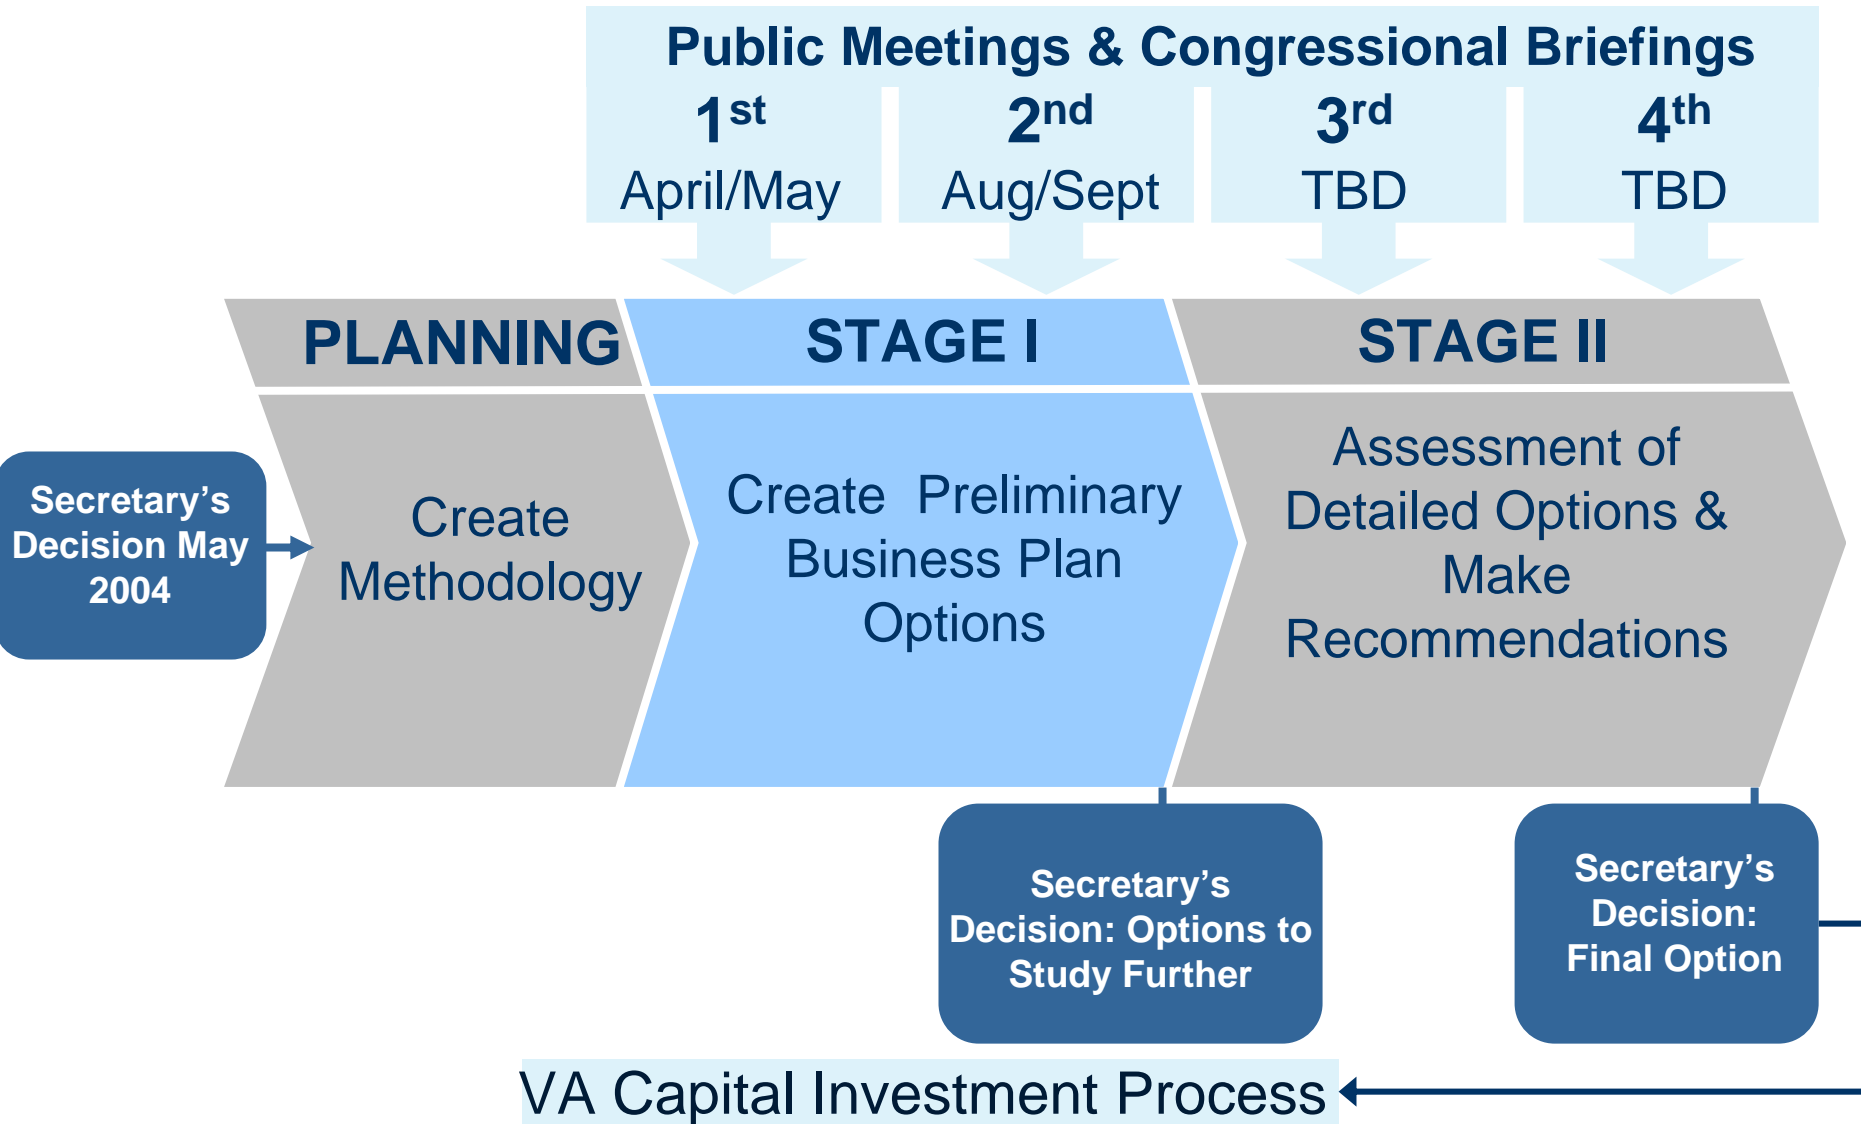 Public Meetings & Congressional Briefings
1st
April/May
2nd
Aug/Sept
3rd
TBD
4th
TBD
PLANNING
STAGE I
STAGE II
Secretary’s
Decision May
2004
Create
Methodology
Create Preliminary
Business Plan
Options
Assessment of
Detailed Options &
Make
Recommendations
Secretary’s
Decision: Options to
Study Further
Secretary’s
Decision:
Final Option
VA Capital Investment Process